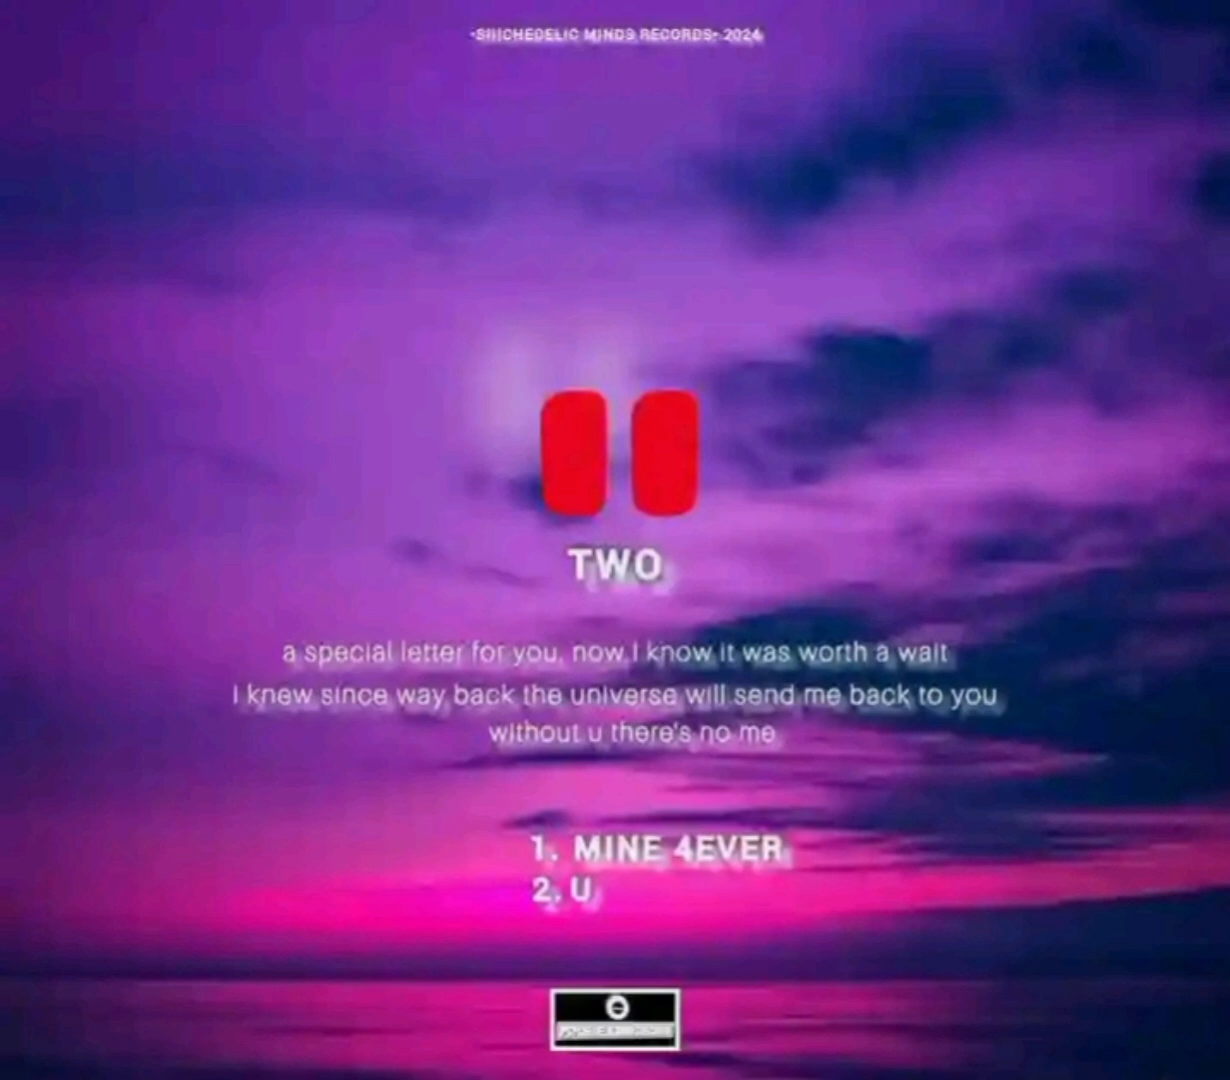 -SIIICHEDELIC MINDS RECORDS- 2024
TWO
a special letter for you, now I know it was worth a wait
I knew since way back the universe will send me back to you
without u there's no me
1. MINE 4EVER
2. U